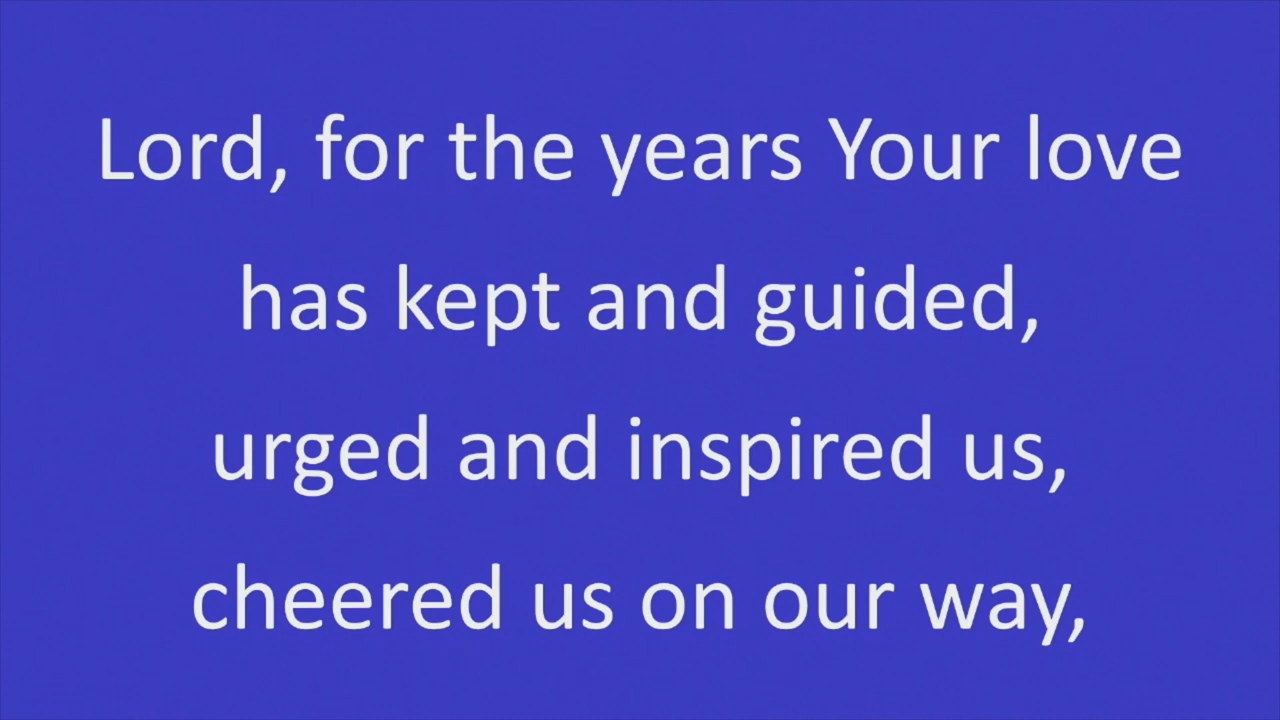 Lord, for the years Your love
has kept and guided,
urged and inspired us,
cheered us on our way,